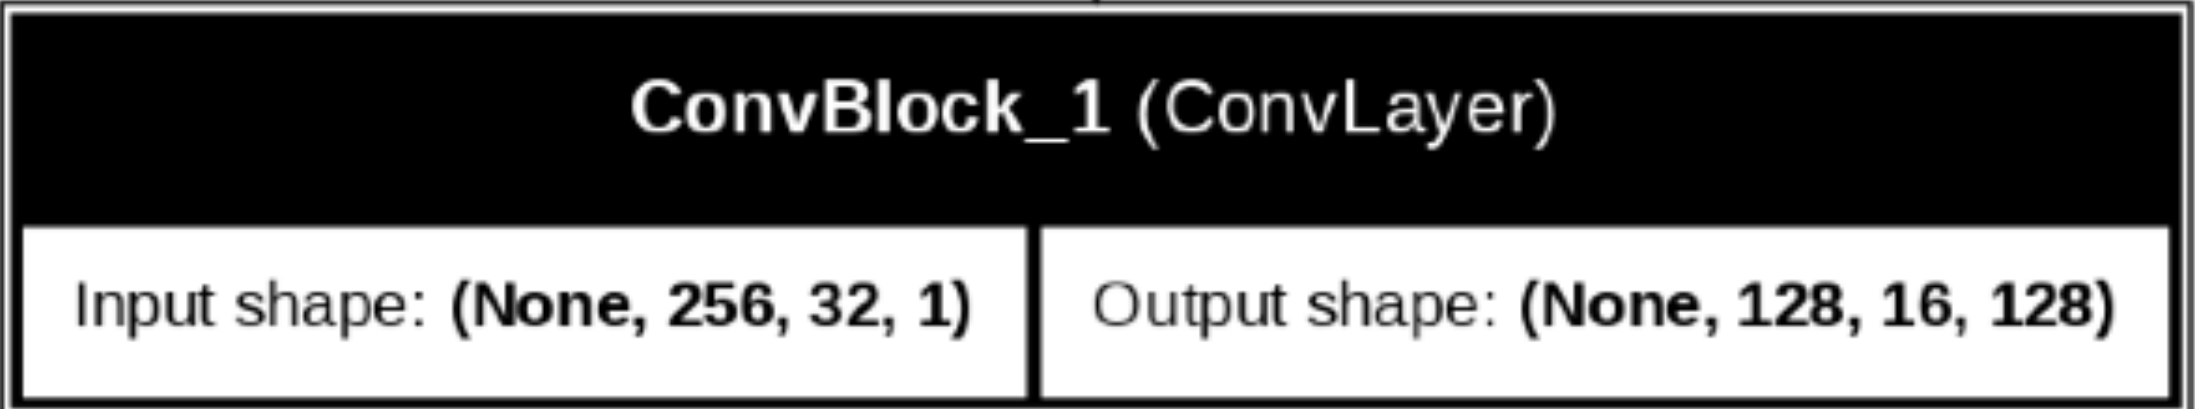 ConvBlock_1 (ConvLayer)
Input shape: (None, 256, 32, 1)
Output shape: (None, 128, 16, 128)